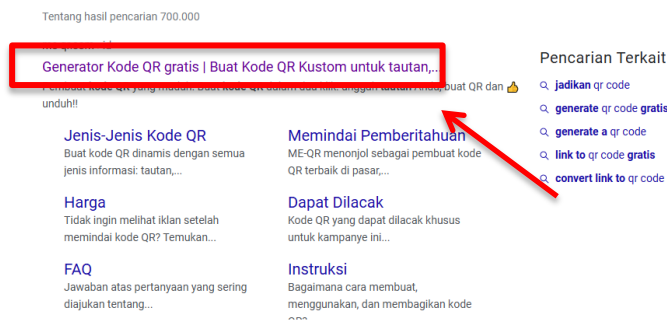 Tentang hasil pencarian 700.000
Generator Kode QR gratis | Buat Kode QR Kustom untuk tautan,...
Pembuat kode QR yang mudah. Buat kode QR dalam dua klik: unggah tautan Anda, buat QR dan 👍
unduh!!
Jenis-Jenis Kode QR
Buat kode QR dinamis dengan semua
jenis informasi: tautan,...
Memindai Pemberitahuan
ME-QR menonjol sebagai pembuat kode
QR terbaik di pasar,...
Harga
Tidak ingin melihat iklan setelah
memindai kode QR? Temukan...
Dapat Dilacak
Kode QR yang dapat dilacak khusus
untuk kampanye ini...
FAQ
Jawaban atas pertanyaan yang sering
diajukan tentang...
Instruksi
Bagaimana cara membuat,
menggunakan, dan membagikan kode
QR?
Pencarian Terkait
jadikan qr code
generate qr code gratis
generate a qr code
link to qr code gratis
convert link to qr code